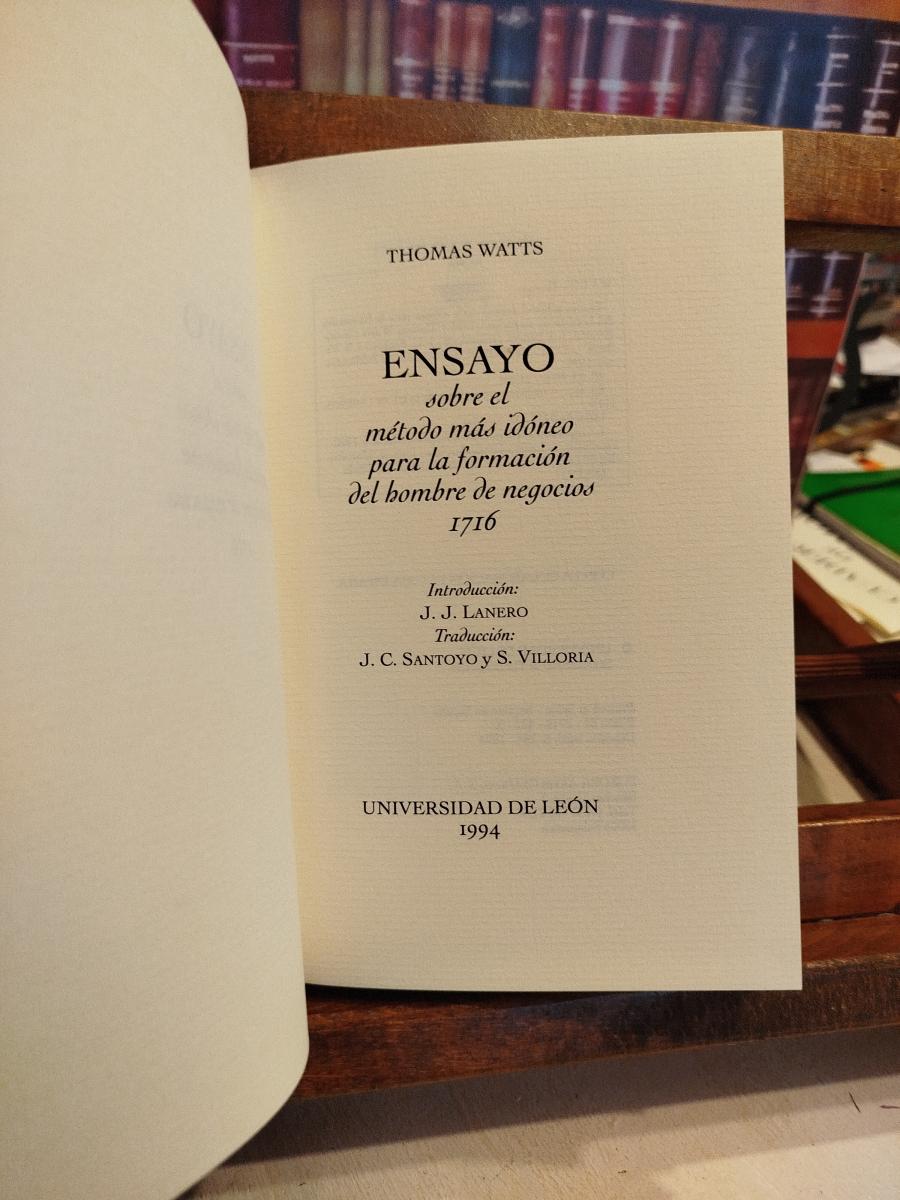 THOMAS WATTS
ENSAYO
sobre el
método más idóneo
para la formación
del hombre de negocios
1716
Introducción:
J. J. LANERO
Traducción:
J. C. SANTOYO y S. VILLORIA
UNIVERSIDAD DE LEÓN
1994